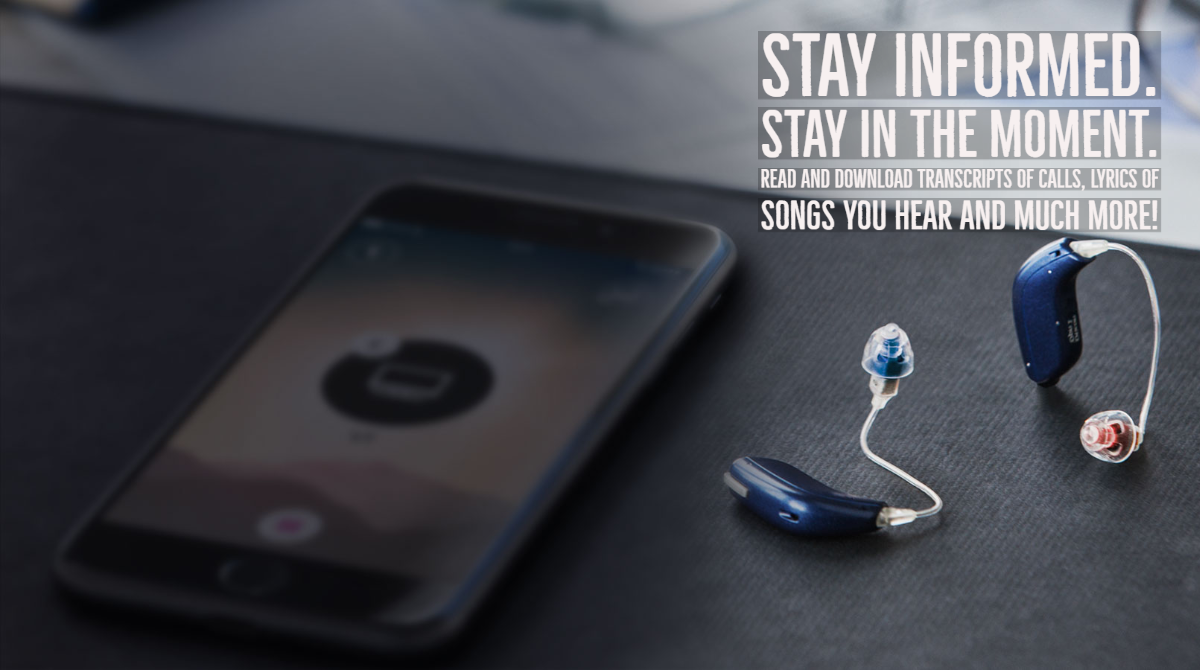 STAY INFORMED.
STAY IN THE MOMENT.
READ AND DOWNLOAD TRANSCRIPTS OF CALLS, LYRICS OF
SONGS YOU HEAR AND MUCH MORE!